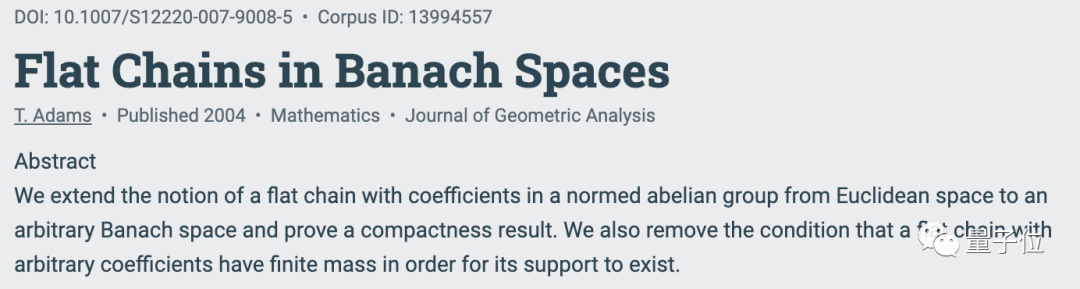 DOI: 10.1007/S12220-007-9008-5 • Corpus ID: 13994557
Flat Chains in Banach Spaces
T. Adams • Published 2004 • Mathematics • Journal of Geometric Analysis
Abstract
We extend the notion of a flat chain with coefficients in a normed abelian group from Euclidean space to an
arbitrary Banach space and prove a compactness result. We also remove the condition that a flat chain with
arbitrary coefficients have finite mass in order for its support to exist.
量子位